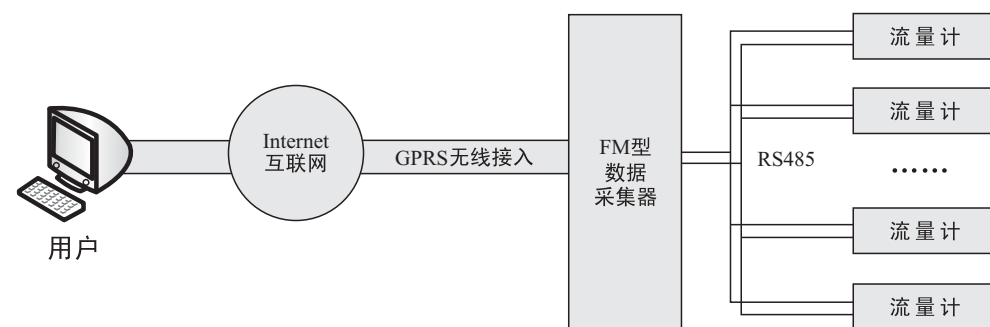 用户
Internet
互联网
GPRS无线接入
FM型
数据
采集器
RS485
流量计
流量计
……
流量计
流量计